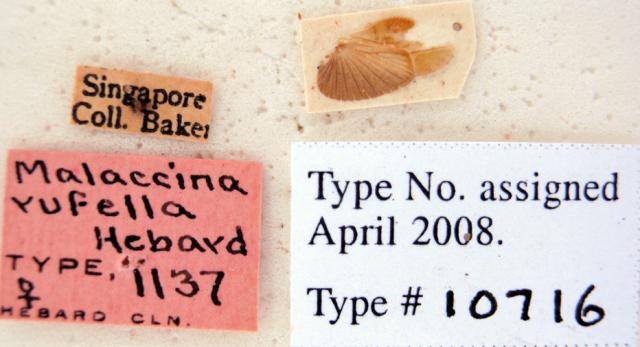 Singapore
Coll. Baker
Malaccina
rufella
Hebard
TYPE. 1137
♀
HEBARD CLN.
Type No. assigned
April 2008.
Type # 10716